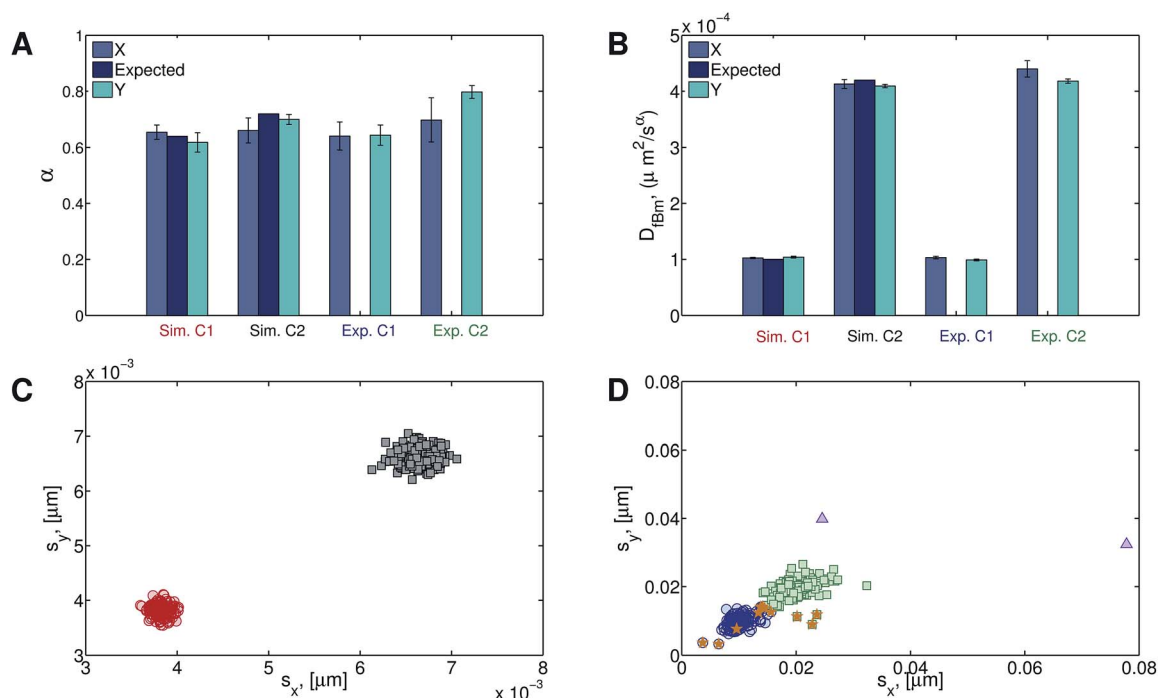 A
1
X
Expected
Y
0.8
0.6
α
0.4
0.2
0
Sim. C1 Sim. C2 Exp. C1 Exp. C2
B
5 x 10⁻⁴
X
Expected
Y
4
3
D_fBm, (μ m²/s^α)
2
1
0
Sim. C1 Sim. C2 Exp. C1 Exp. C2
C
8 x 10⁻³
7
6
s_y, [μm]
4
3
3 4 5 6 7 8
s_x, [μm]
x 10⁻³
D
0.08
0.06
s_y, [μm]
0.04
0.02
0
0 0.02 0.04 0.06 0.08
s_x, [μm]